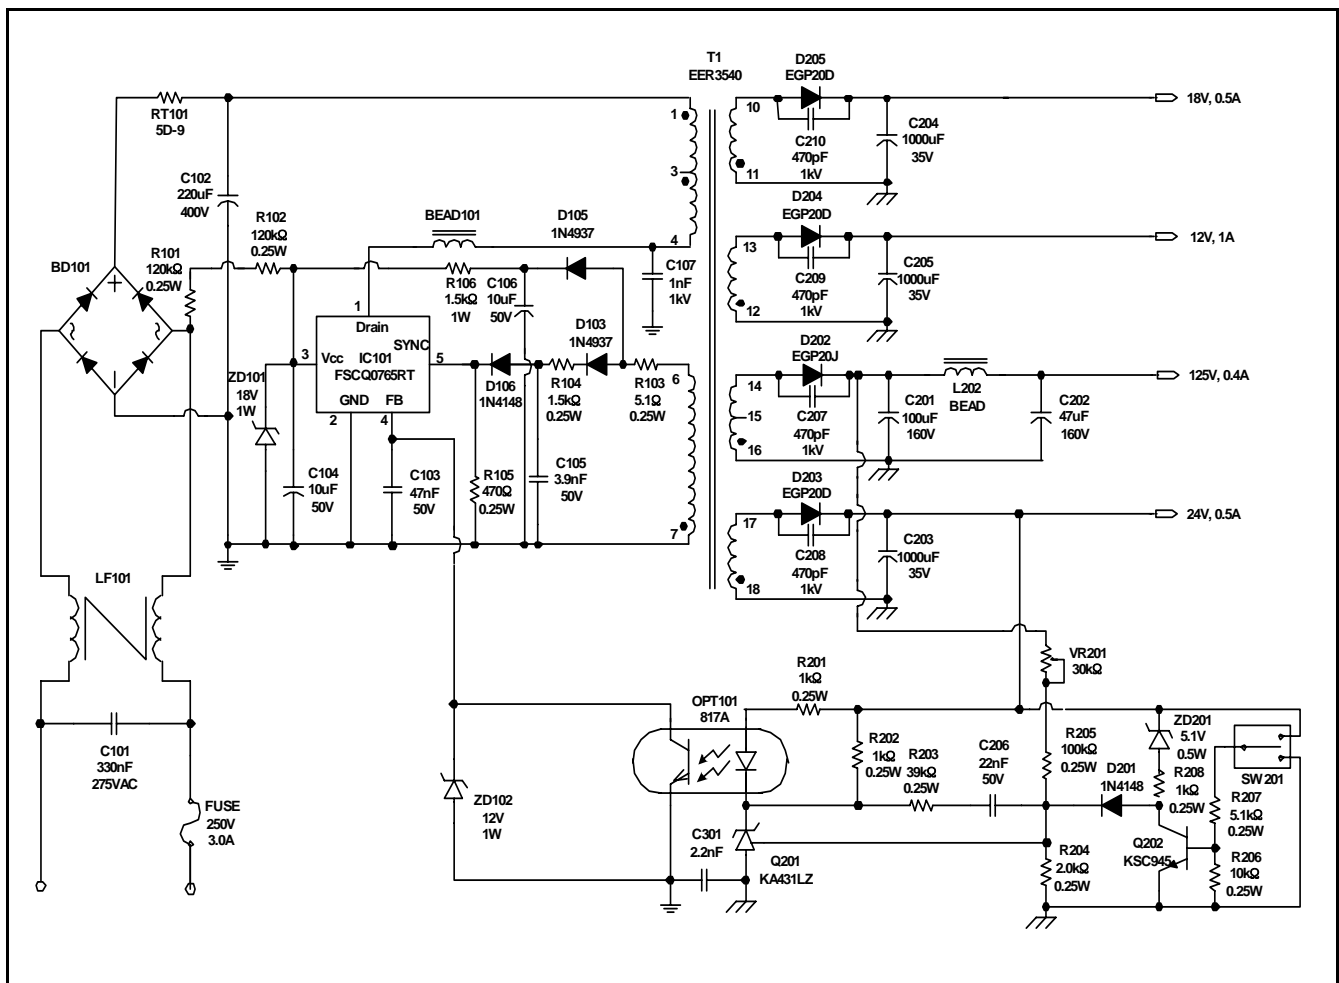 T1
EER3540
D205
EGP20D
1
10
18V, 0.5A
RT101
5D-9
C210
470pF
1kV
C204
1000uF
35V
3
11
C102
220uF
400V
D204
EGP20D
R102
120kΩ
0.25W
BEAD101
D105
1N4937
4
13
12V, 1A
R101
120kΩ
0.25W
BD101
C107
1nF
1kV
C209
470pF
1kV
C205
1000uF
35V
R106
1.5kΩ
1W
C106
10uF
50V
12
1
Drain
SYNC
D103
1N4937
D202
EGP20J
3
Vcc
IC101
FSCQ0765RT
5
ZD101
18V
1W
GND
FB
2
4
D106
1N4148
R104
1.5kΩ
0.25W
R103
5.1Ω
0.25W
6
14
15
16
125V, 0.4A
L202
BEAD
C207
470pF
1kV
C201
100uF
160V
C202
47uF
160V
C104
10uF
50V
C103
47nF
50V
R105
470Ω
0.25W
C105
3.9nF
50V
D203
EGP20D
7
17
24V, 0.5A
C208
470pF
1kV
C203
1000uF
35V
LF101
18
VR201
30kΩ
R201
1kΩ
0.25W
OPT101
817A
R202
1kΩ
0.25W
R203
39kΩ
0.25W
C206
22nF
50V
R205
100kΩ
0.25W
ZD201
5.1V
0.5W
D201
1N4148
R208
1kΩ
0.25W
SW201
R207
5.1kΩ
0.25W
C101
330nF
275VAC
FUSE
250V
3.0A
ZD102
12V
1W
C301
2.2nF
Q201
KA431LZ
R204
2.0kΩ
0.25W
Q202
KSC945
R206
10kΩ
0.25W